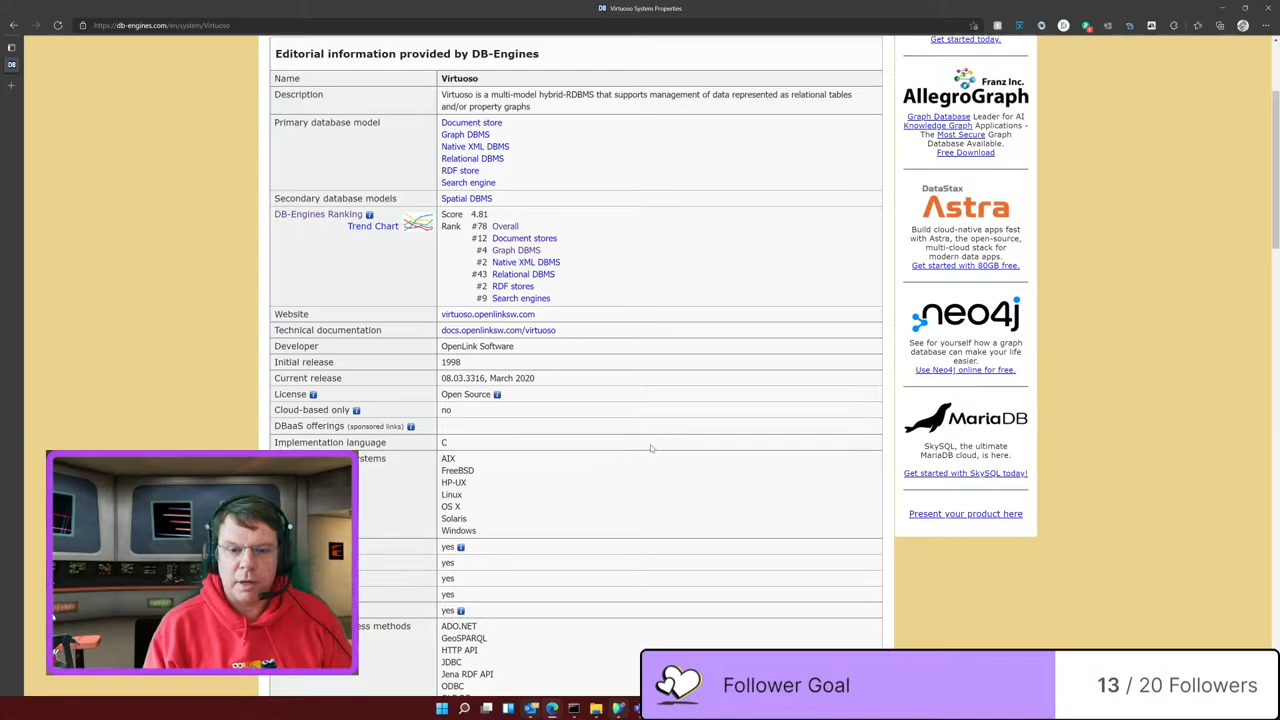 Virtuoso System Properties
https://db-engines.com/en/system/Virtuoso
DB
Editorial information provided by DB-Engines
Name Virtuoso
Description Virtuoso is a multi-model hybrid-RDBMS that supports management of data represented as relational tables
and/or property graphs
Primary database model Document store
Graph DBMS
Native XML DBMS
Relational DBMS
RDF store
Search engine
Secondary database models Spatial DBMS
DB-Engines Ranking Score 4.81
Trend Chart Rank #78 Overall
#12 Document stores
#4 Graph DBMS
#2 Native XML DBMS
#43 Relational DBMS
#2 RDF stores
#9 Search engines
Website virtuoso.openlinksw.com
Technical documentation docs.openlinksw.com/virtuoso
Developer OpenLink Software
Initial release 1998
Current release 08.03.3316, March 2020
License Open Source
Cloud-based only no
DBaaS offerings (sponsored links)
Implementation language C
AIX
FreeBSD
HP-UX
Linux
OS X
Solaris
Windows
yes
yes
yes
yes
yes
ADO.NET
GeoSPARQL
HTTP API
JDBC
Jena RDF API
ODBC
Get started today.
Franz Inc.
AllegroGraph
Graph Database Leader for AI
Knowledge Graph Applications -
The Most Secure Graph
Database Available.
Free Download
DataStax
Astra
Build cloud-native apps
fast with Astra, the open-source,
multi-cloud stack for
modern data apps.
Get started with 80GB free.
neo4j
See for yourself how a graph
database can make your life
easier.
Use Neo4j online for free.
MariaDB
SkySQL, the ultimate
MariaDB cloud, is here.
Get started with SkySQL today!
Present your product here
Follower Goal 13 / 20 Followers